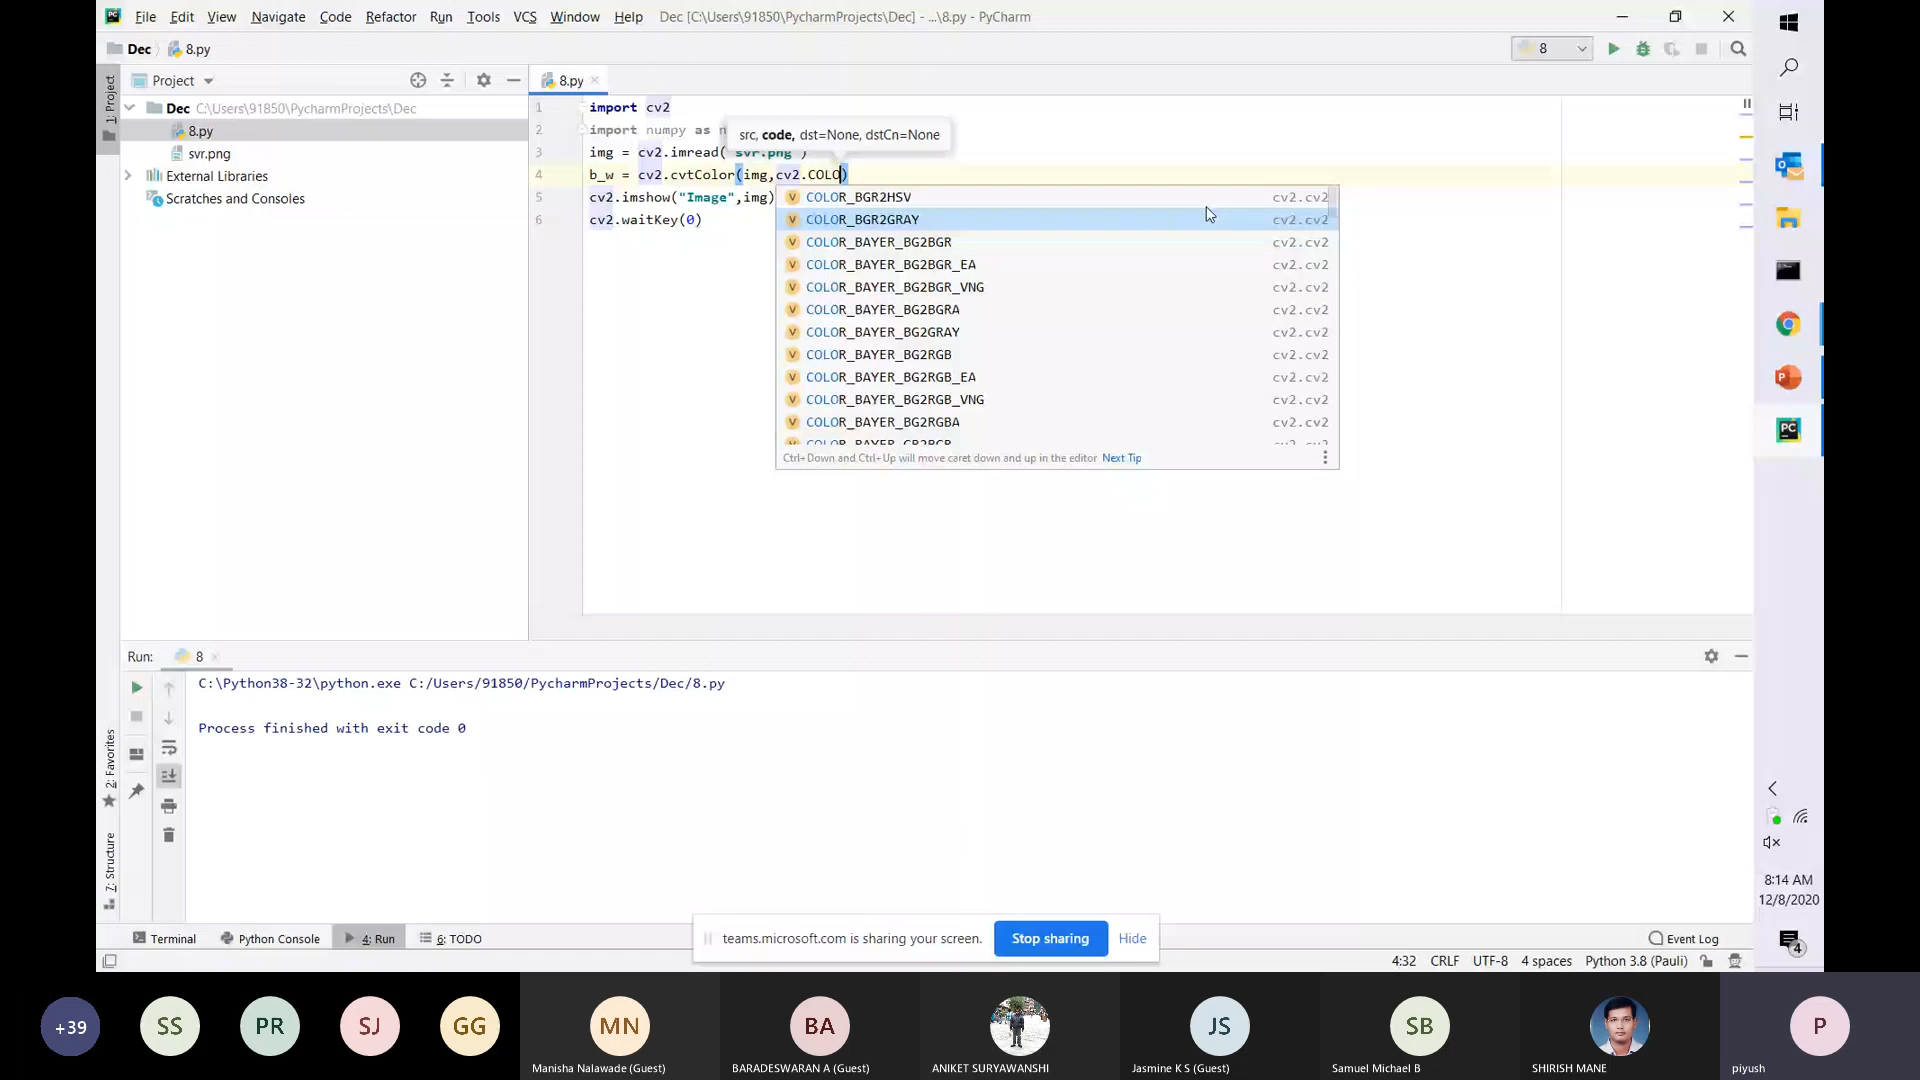 File Edit View Navigate Code Refactor Run Tools VCS Window Help Dec [C:\Users\91850\PycharmProjects\Dec] - ...\8.py - PyCharm
Dec 8.py
8
Project
8.py
1: Project
Dec C:\Users\91850\PycharmProjects\Dec
8.py
svr.png
External Libraries
Scratches and Consoles
1 import cv2
2 import numpy as n
src, code, dst=None, dstCn=None
3 img = cv2.imread("svr.png")
4 b_w = cv2.cvtColor(img,cv2.COLO)
5 cv2.imshow("Image",img)
6 cv2.waitKey(0)
COLOR_BGR2HSV cv2.cv2
COLOR_BGR2GRAY cv2.cv2
COLOR_BAYER_BG2BGR cv2.cv2
COLOR_BAYER_BG2BGR_EA cv2.cv2
COLOR_BAYER_BG2BGR_VNG cv2.cv2
COLOR_BAYER_BG2BGRA cv2.cv2
COLOR_BAYER_BG2GRAY cv2.cv2
COLOR_BAYER_BG2RGB cv2.cv2
COLOR_BAYER_BG2RGB_EA cv2.cv2
COLOR_BAYER_BG2RGB_VNG cv2.cv2
COLOR_BAYER_BG2RGBA cv2.cv2
Ctrl+Down and Ctrl+Up will move caret down and up in the editor Next Tip
Run: 8
C:\Python38-32\python.exe C:/Users/91850/PycharmProjects/Dec/8.py
Process finished with exit code 0
2: Favorites
7: Structure
Terminal Python Console 4: Run 6: TODO
teams.microsoft.com is sharing your screen. Stop sharing Hide
Event Log
4:32 CRLF UTF-8 4 spaces Python 3.8 (Pauli)
8:14 AM
12/8/2020
4
+39 SS PR SJ GG MN BA JS SB P
Manisha Nalawade (Guest) BARADESWARAN A (Guest) ANIKET SURYAWANSHI Jasmine K S (Guest) Samuel Michael B SHIRISH MANE piyush